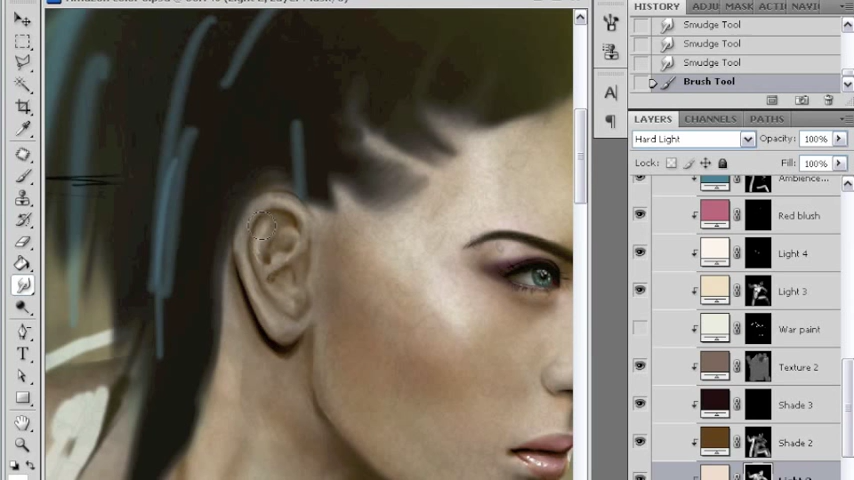 HISTORY ADJU MASK ACTI NAVI
Smudge Tool
Smudge Tool
Smudge Tool
Brush Tool
LAYERS CHANNELS PATHS
Hard Light Opacity: 100%
Lock: Fill: 100%
Ambience...
Red blush
Light 4
Light 3
War paint
Texture 2
Shade 3
Shade 2